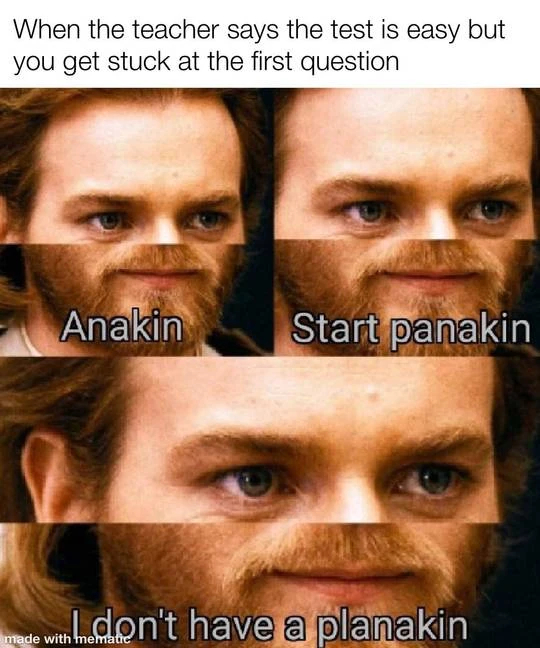 When the teacher says the test is easy but
you get stuck at the first question
Anakin
Start panakin
I don't have a planakin
made with mematic